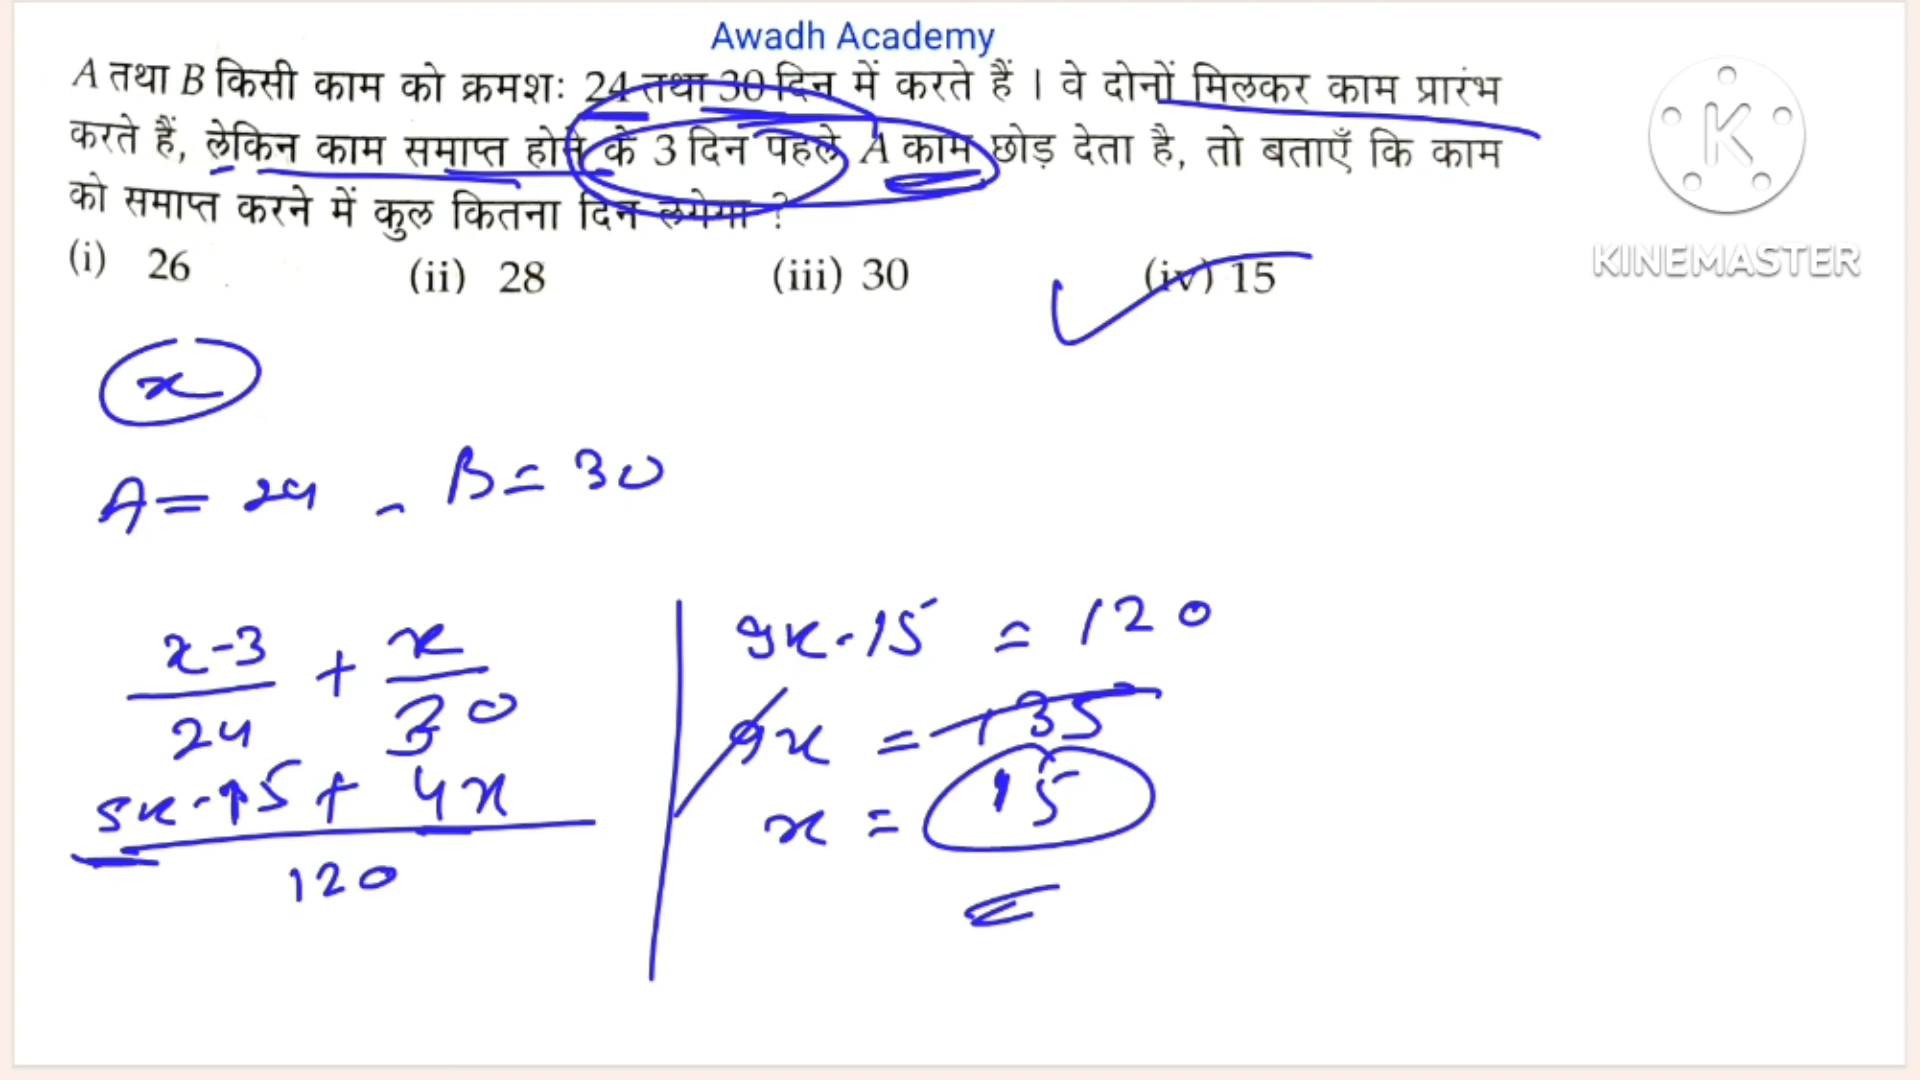 Awadh Academy
A तथा B किसी काम को क्रमशः 24 तथा 30 दिन में करते हैं । वे दोनों मिलकर काम प्रारंभ
करते हैं, लेकिन काम समाप्त होने के 3 दिन पहले A काम छोड़ देता है, तो बताएँ कि काम
को समाप्त करने में कुल कितना दिन लगेगा ?
(i) 26 (ii) 28 (iii) 30 (iv) 15
K
KINEMASTER
x
A = 24 - B = 30
x-3/24 + x/30
5x-15 + 4x/120
9x-15 = 120
9x = 135
x = 15